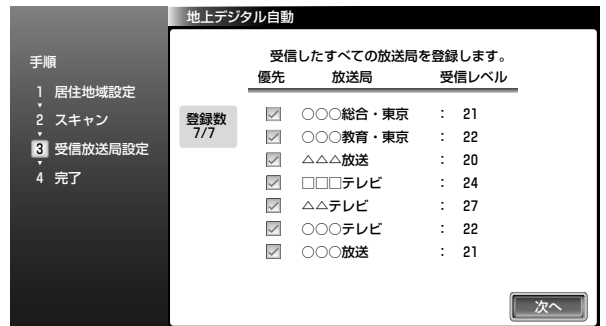 地上デジタル自動
手順
1 居住地域設定
2 スキャン
3 受信放送局設定
4 完了
受信したすべての放送局を登録します。
優先 放送局 受信レベル
登録数
7/7
○○○総合・東京 : 21
○○○教育・東京 : 22
△△△放送 : 20
□□□テレビ : 24
△△テレビ : 27
○○○テレビ : 22
○○○放送 : 21
次へ